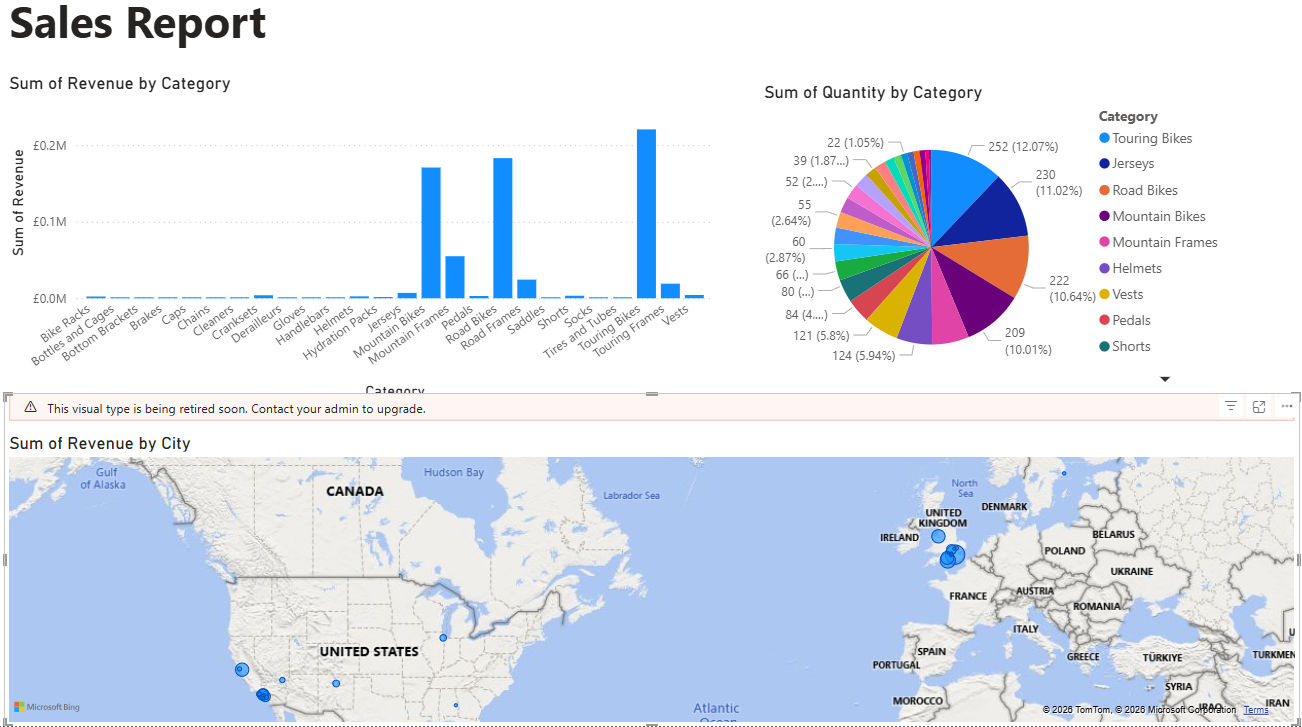 Sales Report
Sum of Revenue by Category
Sum of Revenue
£0.2M
£0.1M
£0.0M
Bike Racks
Bottles and Cages
Bottom Brackets
Brakes
Caps
Chains
Cleaners
Cranksets
Derailleurs
Gloves
Handlebars
Helmets
Hydration Packs
Jerseys
Mountain Bikes
Mountain Frames
Pedals
Road Bikes
Road Frames
Saddles
Shorts
Socks
Tires and Tubes
Touring Bikes
Touring Frames
Vests
Category
Sum of Quantity by Category
22 (1.05%)
39 (1.87...)
52 (2....)
55
(2.64%)
60
(2.87%)
66 (...)
80 (...)
84 (4....)
121 (5.8%)
124 (5.94%)
252 (12.07%)
230
(11.02%)
222
(10.64%)
209
(10.01%)
Category
Touring Bikes
Jerseys
Road Bikes
Mountain Bikes
Mountain Frames
Helmets
Vests
Pedals
Shorts
This visual type is being retired soon. Contact your admin to upgrade.
Sum of Revenue by City
Gulf
of Alaska
CANADA
Hudson Bay
Labrador Sea
UNITED STATES
North
Sea
DENMARK
UNITED
KINGDOM
IRELAND
BELARUS
POLAND
UKRAINE
FRANCE
AUSTRIA
ROMANIA
ITALY
SPAIN
PORTUGAL
GREECE
TÜRKIYE
TURKMEN
SYRIA
MOROCCO
IRAQ
IRAN
Atlantic
Ocean
Microsoft Bing
© 2026 TomTom, © 2026 Microsoft Corporation Terms